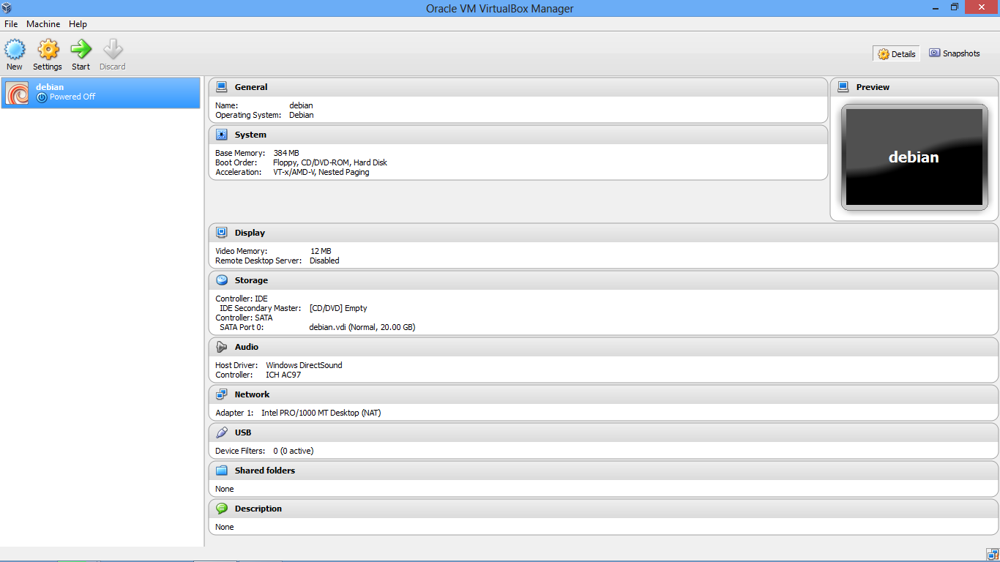 Oracle VM VirtualBox Manager
File Machine Help
New Settings Start Discard
Details Snapshots
debian
Powered Off
General
Name: debian
Operating System: Debian
System
Base Memory: 384 MB
Boot Order: Floppy, CD/DVD-ROM, Hard Disk
Acceleration: VT-x/AMD-V, Nested Paging
Preview
debian
Display
Video Memory: 12 MB
Remote Desktop Server: Disabled
Storage
Controller: IDE
IDE Secondary Master: [CD/DVD] Empty
Controller: SATA
SATA Port 0: debian.vdi (Normal, 20.00 GB)
Audio
Host Driver: Windows DirectSound
Controller: ICH AC97
Network
Adapter 1: Intel PRO/1000 MT Desktop (NAT)
USB
Device Filters: 0 (0 active)
Shared folders
None
Description
None